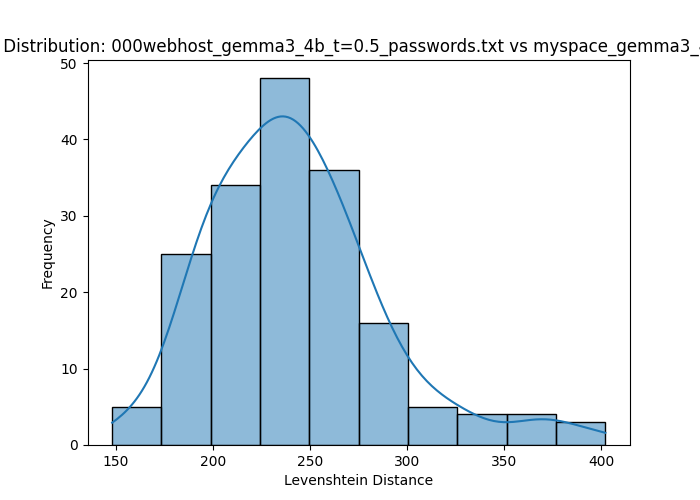 Distribution: 000webhost_gemma3_4b_t=0.5_passwords.txt vs myspace_gemma3_
50
40
30
20
10
0
Frequency
150 200 250 300 350 400
Levenshtein Distance